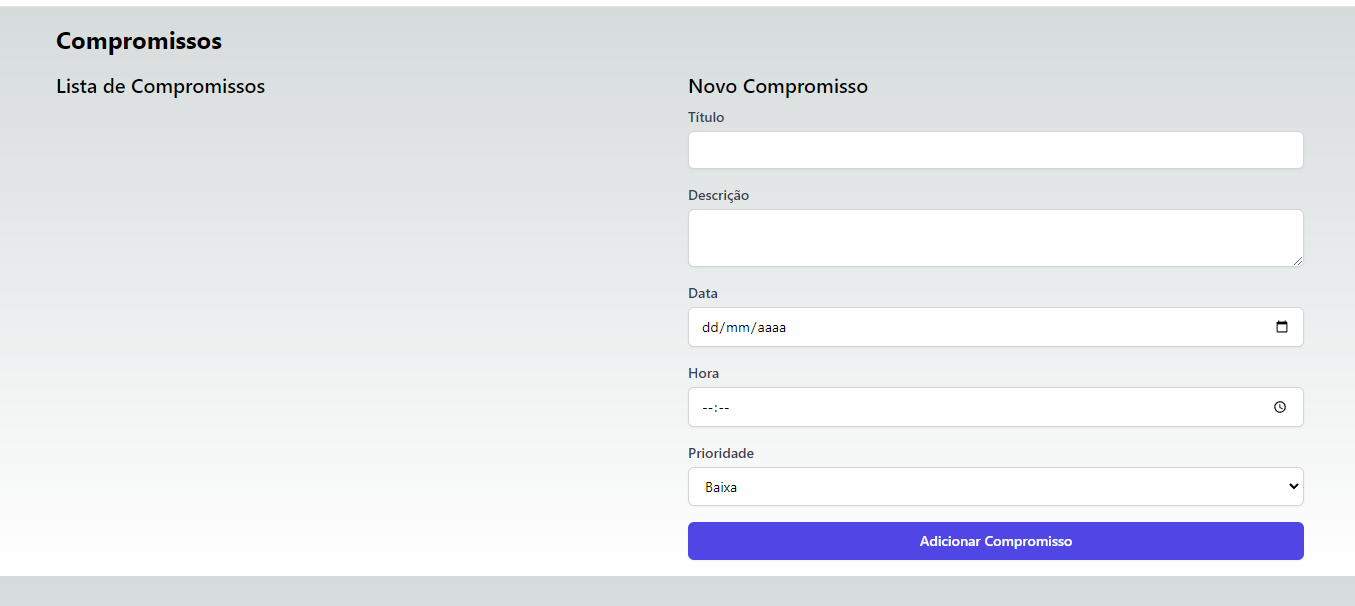 Compromissos
Lista de Compromissos
Novo Compromisso
Título
Descrição
Data
dd/mm/aaaa
Hora
--:--
Prioridade
Baixa
Adicionar Compromisso